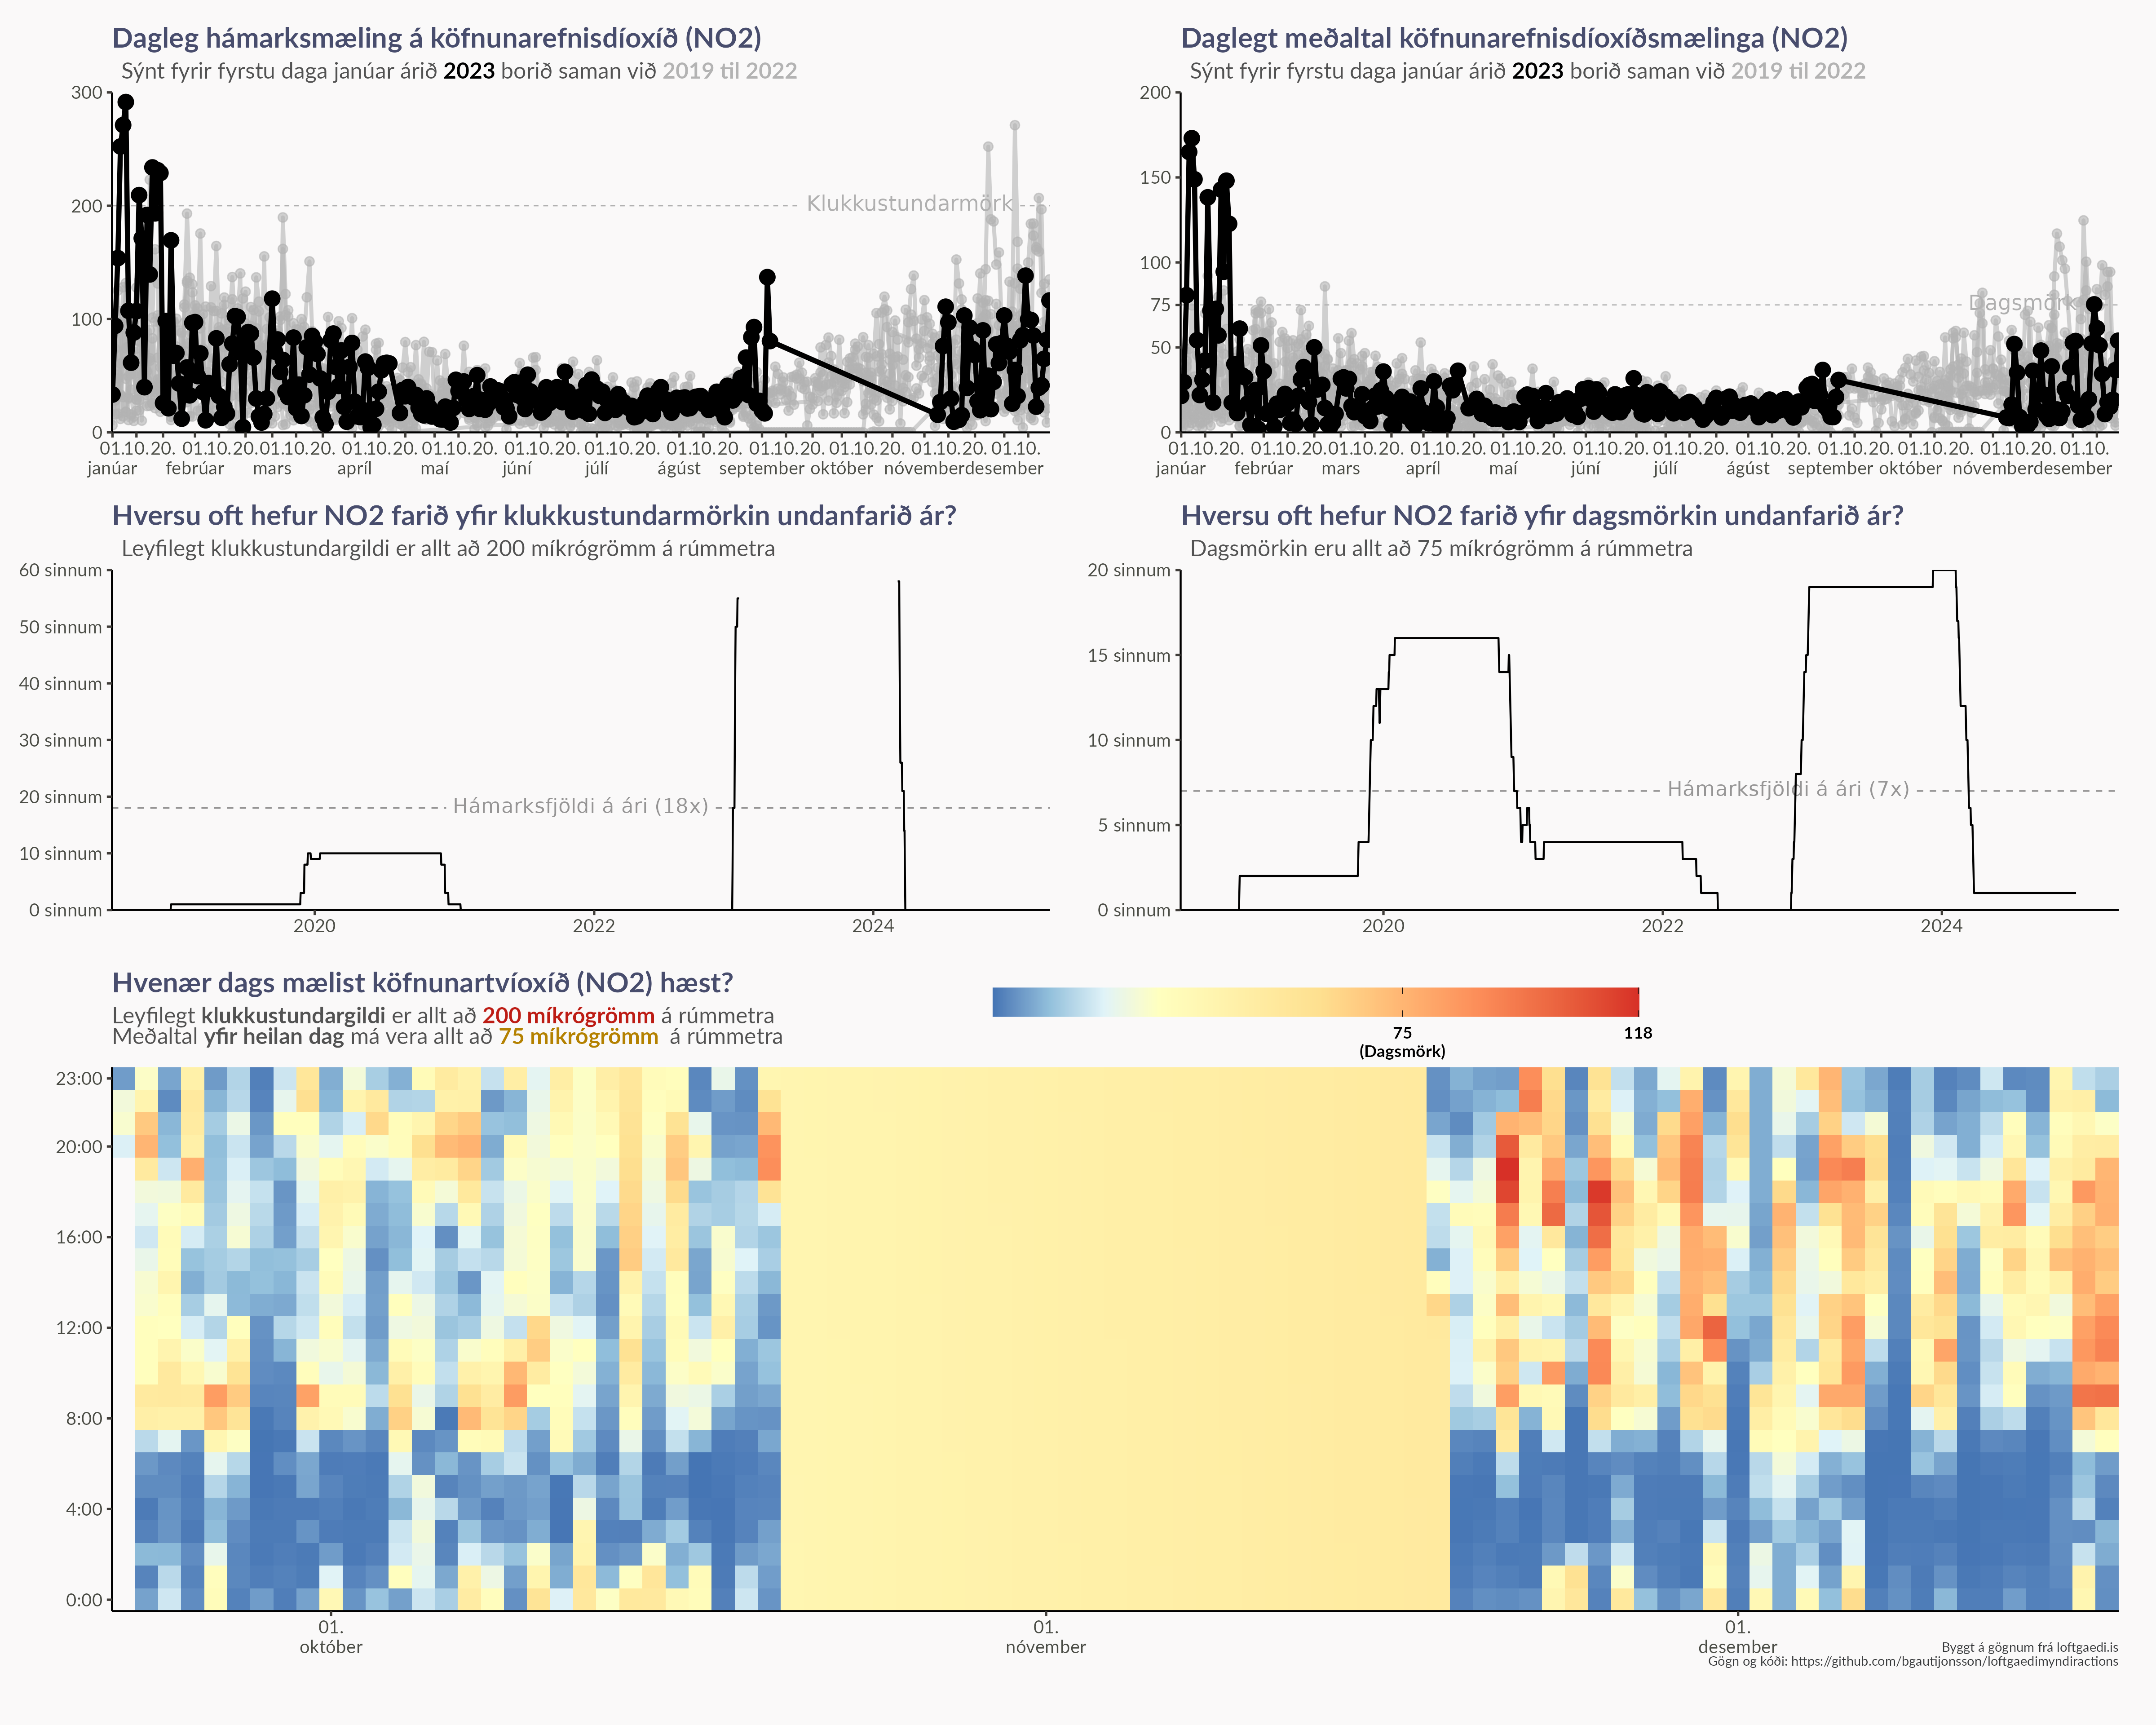 Dagleg hámarksmæling á köfnunarefnisdíoxíð (NO2)
Sýnt fyrir fyrstu daga janúar árið 2023 borið saman við 2019 til 2022
300
200
100
0
Klukkustundarmörk
01.10.20. 01.10.20. 01.10.20. 01.10.20. 01.10.20. 01.10.20. 01.10.20. 01.10.20. 01.10.20. 01.10.20. 01.10.20. 01.10.
janúar febrúar mars apríl maí júní júlí ágúst september október nóvember desember
Daglegt meðaltal köfnunarefnisdíoxíðsmælinga (NO2)
Sýnt fyrir fyrstu daga janúar árið 2023 borið saman við 2019 til 2022
200
150
100
75
50
0
Dagsmörk
01.10.20. 01.10.20. 01.10.20. 01.10.20. 01.10.20. 01.10.20. 01.10.20. 01.10.20. 01.10.20. 01.10.20. 01.10.20. 01.10.
janúar febrúar mars apríl maí júní júlí ágúst september október nóvember desember
Hversu oft hefur NO2 farið yfir klukkustundarmörkin undanfarið ár?
Leyfilegt klukkustundargildi er allt að 200 míkrógrömm á rúmmetra
60 sinnum
50 sinnum
40 sinnum
30 sinnum
20 sinnum
10 sinnum
0 sinnum
Hámarksfjöldi á ári (18x)
2020 2022 2024
Hversu oft hefur NO2 farið yfir dagsmörkin undanfarið ár?
Dagsmörkin eru allt að 75 míkrógrömm á rúmmetra
20 sinnum
15 sinnum
10 sinnum
5 sinnum
0 sinnum
Hámarksfjöldi á ári (7x)
2020 2022 2024
Hvenær dags mælist köfnunartvíoxíð (NO2) hæst?
Leyfilegt klukkustundargildi er allt að 200 míkrógrömm á rúmmetra
Meðaltal yfir heilan dag má vera allt að 75 míkrógrömm á rúmmetra
75 118
(Dagsmörk)
23:00
20:00
16:00
12:00
8:00
4:00
0:00
01. 01. 01.
október nóvember desember
Byggt á gögnum frá loftgaedi.is
Gögn og kóði: https://github.com/bgautijonsson/loftgaedimyndiractions